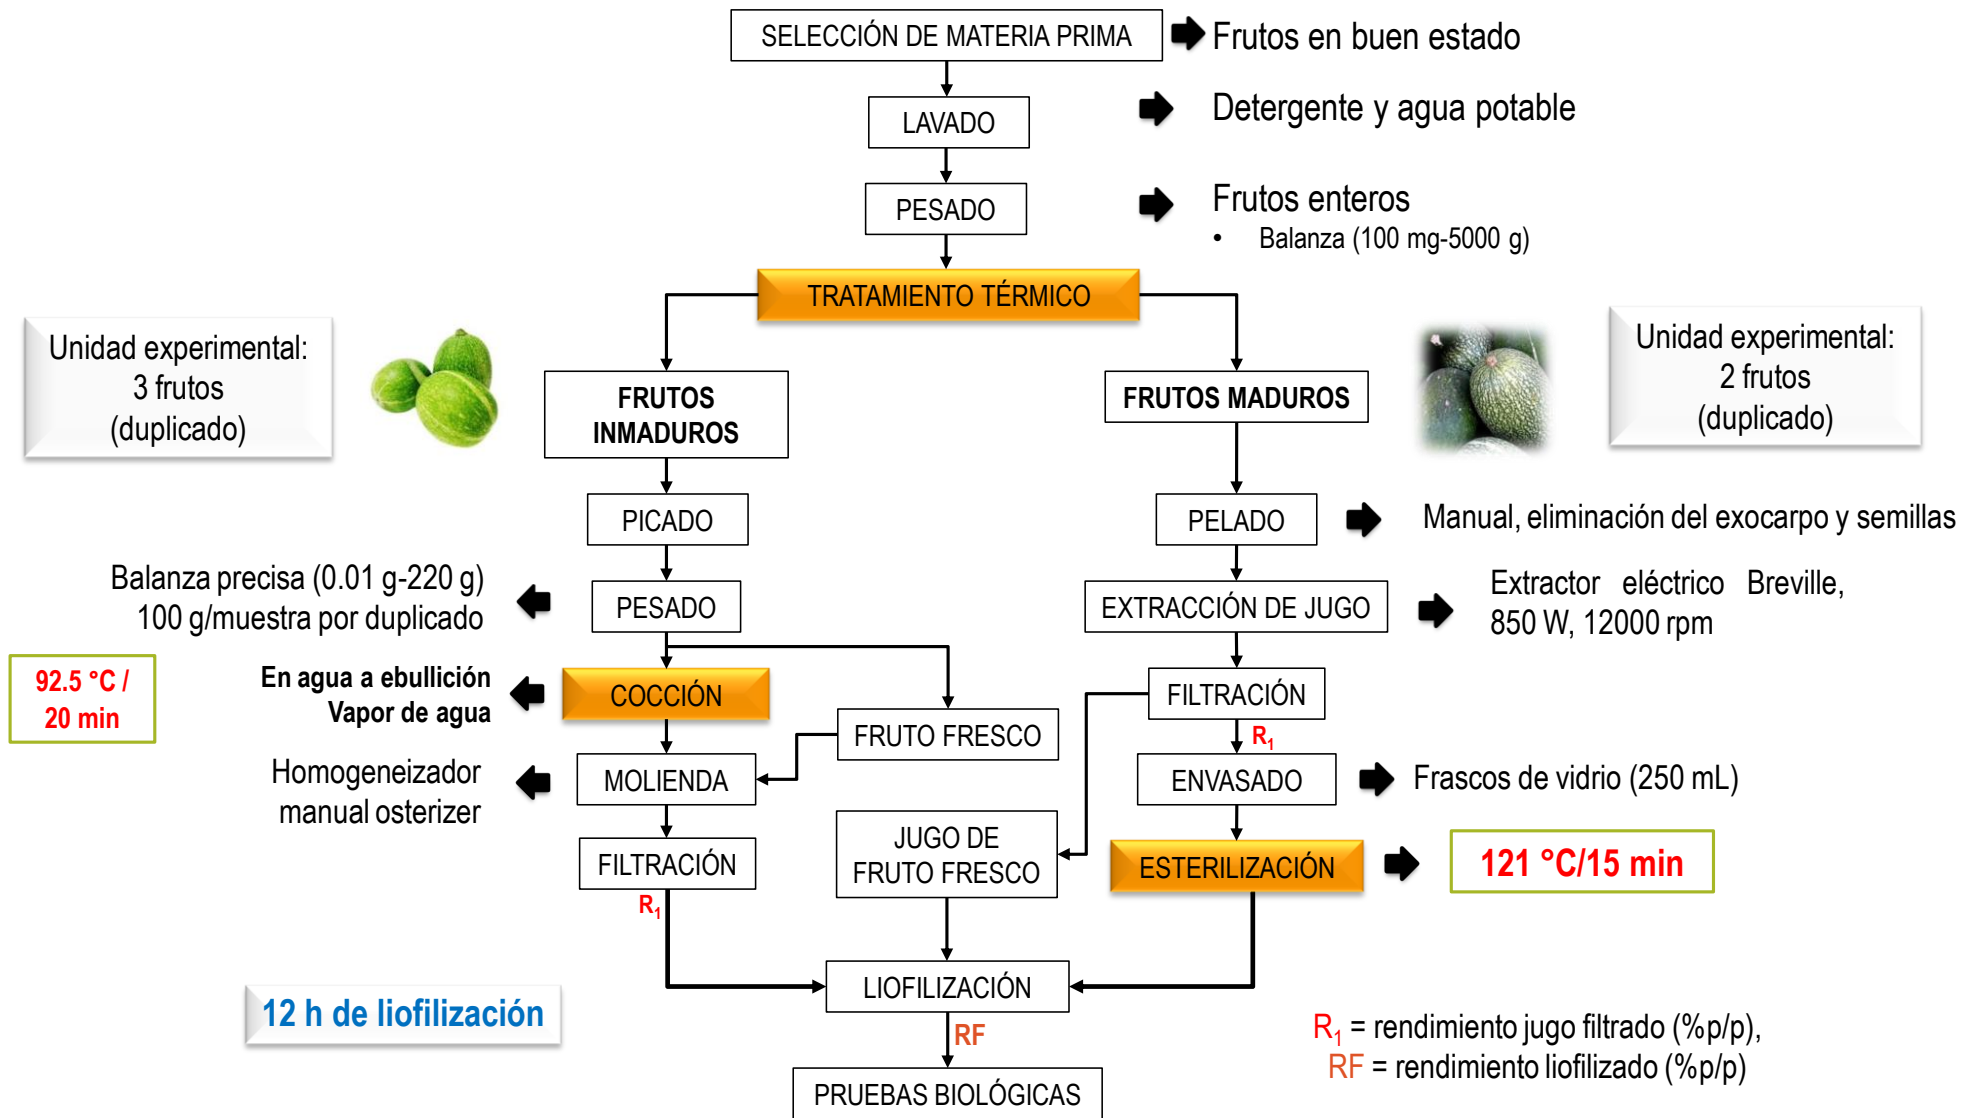 SELECCIÓN DE MATERIA PRIMA
Frutos en buen estado
LAVADO
Detergente y agua potable
PESADO
Frutos enteros
• Balanza (100 mg-5000 g)
TRATAMIENTO TÉRMICO
Unidad experimental:
3 frutos
(duplicado)
FRUTOS
INMADUROS
FRUTOS MADUROS
Unidad experimental:
2 frutos
(duplicado)
PICADO
PELADO
Manual, eliminación del exocarpo y semillas
Balanza precisa (0.01 g-220 g)
100 g/muestra por duplicado
PESADO
EXTRACCIÓN DE JUGO
Extractor eléctrico Breville,
850 W, 12000 rpm
92.5 °C /
20 min
En agua a ebullición
Vapor de agua
COCCIÓN
FRUTO FRESCO
FILTRACIÓN
R₁
Homogeneizador
manual osterizer
MOLIENDA
ENVASADO
Frascos de vidrio (250 mL)
FILTRACIÓN
R₁
JUGO DE
FRUTO FRESCO
ESTERILIZACIÓN
121 °C/15 min
LIOFILIZACIÓN
12 h de liofilización
RF
R₁ = rendimiento jugo filtrado (%p/p),
RF = rendimiento liofilizado (%p/p)
PRUEBAS BIOLÓGICAS